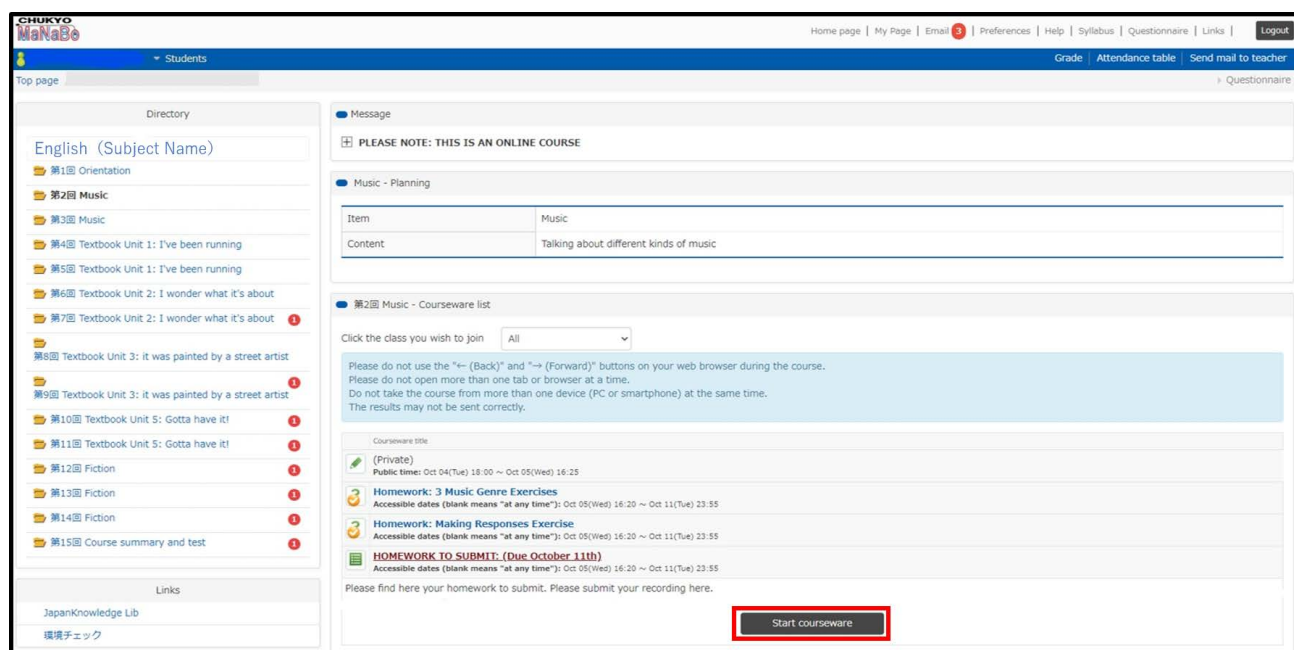 CHUKYO
MaNaBo
Home page | My Page | Email 3 | Preferences | Help | Syllabus | Questionnaire | Links | Logout
Students
Grade | Attendance table | Send mail to teacher
Top page
Questionnaire
Directory
English（Subject Name）
第1回 Orientation
第2回 Music
第3回 Music
第4回 Textbook Unit 1: I've been running
第5回 Textbook Unit 1: I've been running
第6回 Textbook Unit 2: I wonder what it's about
第7回 Textbook Unit 2: I wonder what it's about 1
第8回 Textbook Unit 3: it was painted by a street artist
1
第9回 Textbook Unit 3: it was painted by a street artist
第10回 Textbook Unit 5: Gotta have it! 1
第11回 Textbook Unit 5: Gotta have it! 1
第12回 Fiction 1
第13回 Fiction 1
第14回 Fiction 1
第15回 Course summary and test 1
Links
JapanKnowledge Lib
環境チェック
Message
PLEASE NOTE: THIS IS AN ONLINE COURSE
Music - Planning
Item Music
Content Talking about different kinds of music
第2回 Music - Courseware list
Click the class you wish to join All
Please do not use the "← (Back)" and "→ (Forward)" buttons on your web browser during the course.
Please do not open more than one tab or browser at a time.
Do not take the course from more than one device (PC or smartphone) at the same time.
The results may not be sent correctly.
Courseware title
(Private)
Public time: Oct 04(Tue) 18:00 ～ Oct 05(Wed) 16:25
Homework: 3 Music Genre Exercises
Accessible dates (blank means "at any time"): Oct 05(Wed) 16:20 ～ Oct 11(Tue) 23:55
Homework: Making Responses Exercise
Accessible dates (blank means "at any time"): Oct 05(Wed) 16:20 ～ Oct 11(Tue) 23:55
HOMEWORK TO SUBMIT: (Due October 11th)
Accessible dates (blank means "at any time"): Oct 05(Wed) 16:20 ～ Oct 11(Tue) 23:55
Please find here your homework to submit. Please submit your recording here.
Start courseware